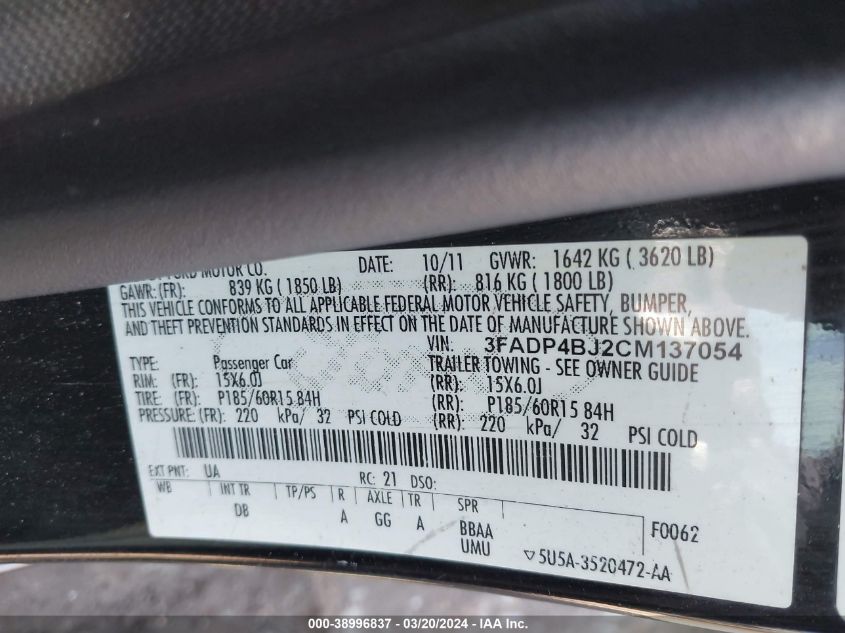 FORD MOTOR CO. DATE: 10/11 GVWR: 1642 KG ( 3620 LB)
GAWR: (FR): 839 KG ( 1850 LB) (RR): 816 KG ( 1800 LB)
THIS VEHICLE CONFORMS TO ALL APPLICABLE FEDERAL MOTOR VEHICLE SAFETY, BUMPER,
AND THEFT PREVENTION STANDARDS IN EFFECT ON THE DATE OF MANUFACTURE SHOWN ABOVE.
VIN: 3FADP4BJ2CM137054
TYPE: Passenger Car TRAILER TOWING - SEE OWNER GUIDE
RIM: (FR): 15X6.0J (RR): 15X6.0J
TIRE: (FR): P185/60R15 84H (RR): P185/60R15 84H
PRESSURE: (FR): 220 kPa/ 32 PSI COLD (RR): 220 kPa/ 32 PSI COLD
EXT PNT: UA RC: 21 DSO:
WB INT TR TP/PS R AXLE TR SPR
DB A GG A BBAA F0062
UMU ▽5U5A-3520472-AA
000-38996837 - 03/20/2024 - IAA Inc.